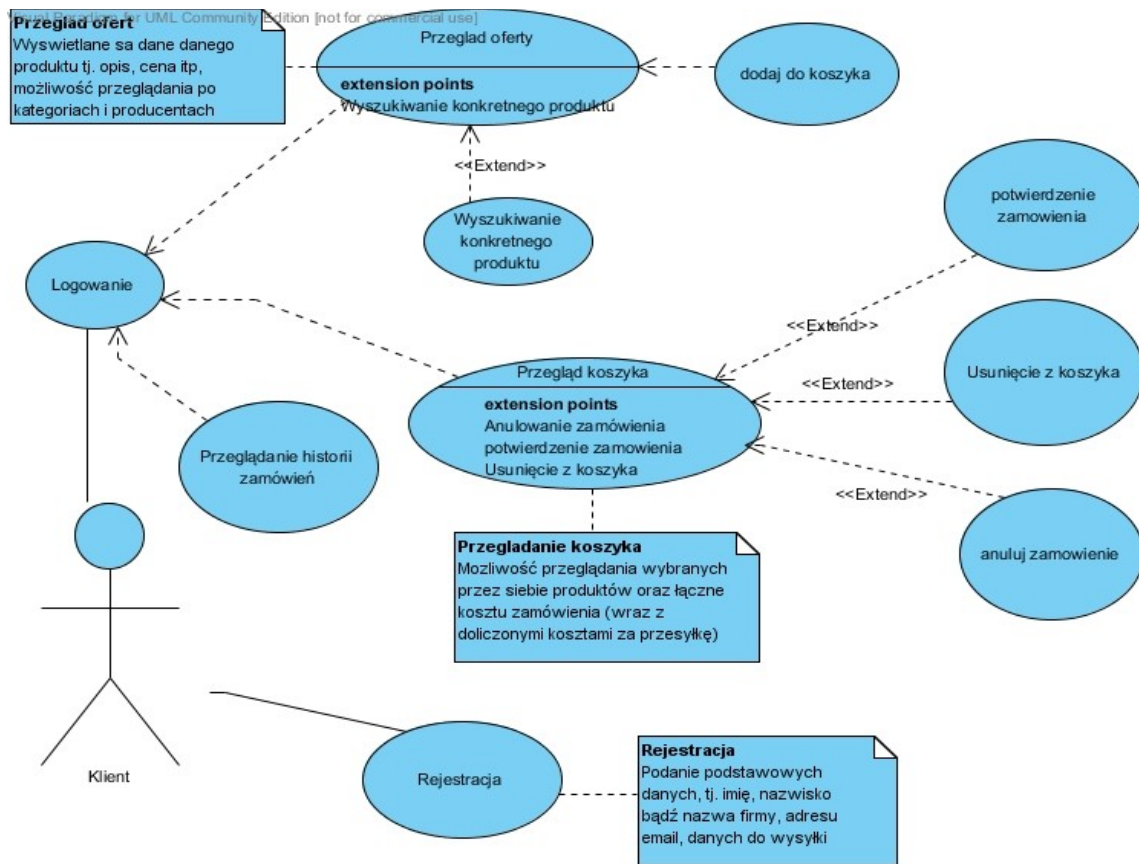 Visual Paradigm for UML Community Edition [not for commercial use]
Przeglad ofert
Wyswietlane sa dane danego
produktu tj. opis, cena itp,
możliwość przeglądania po
kategoriach i producentach
Przeglad oferty
extension points
Wyszukiwanie konkretnego produktu
dodaj do koszyka
<<Extend>>
Wyszukiwanie
konkretnego
produktu
potwierdzenie
zamowienia
Logowanie
<<Extend>>
Przegląd koszyka
extension points
Anulowanie zamówienia
potwierdzenie zamowienia
Usunięcie z koszyka
<<Extend>>
Usunięcie z koszyka
Przeglądanie historii
zamówień
<<Extend>>
anuluj zamowienie
Przegladanie koszyka
Mozliwość przeglądania wybranych
przez siebie produktów oraz łączne
kosztu zamówienia (wraz z
doliczonymi kosztami za przesyłkę)
Klient
Rejestracja
Rejestracja
Podanie podstawowych
danych, tj. imię, nazwisko
bądź nazwa firmy, adresu
email, danych do wysyłki